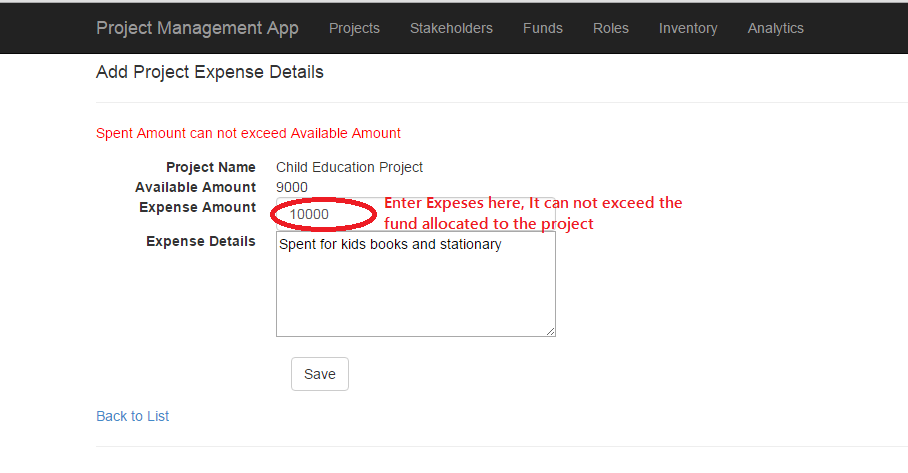 Project Management App Projects Stakeholders Funds Roles Inventory Analytics
Add Project Expense Details
Spent Amount can not exceed Available Amount
Project Name Child Education Project
Available Amount 9000
Expense Amount 10000
Enter Expeses here, It can not exceed the
fund allocated to the project
Expense Details Spent for kids books and stationary
Save
Back to List